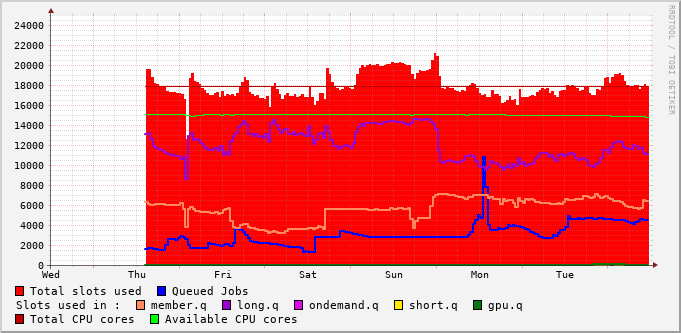 24000
22000
20000
18000
16000
14000
12000
10000
8000
6000
4000
2000
0
Wed Thu Fri Sat Sun Mon Tue
RRDTOOL / TOBI OETIKER
Total slots used Queued Jobs
Slots used in : member.q long.q ondemand.q short.q gpu.q
Total CPU cores Available CPU cores